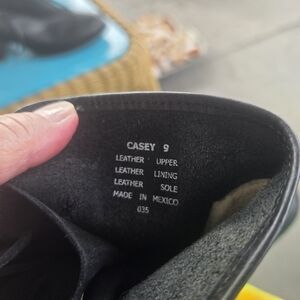 CASEY 9
LEATHER UPPER
LEATHER LINING
LEATHER SOLE
MADE IN MEXICO
035